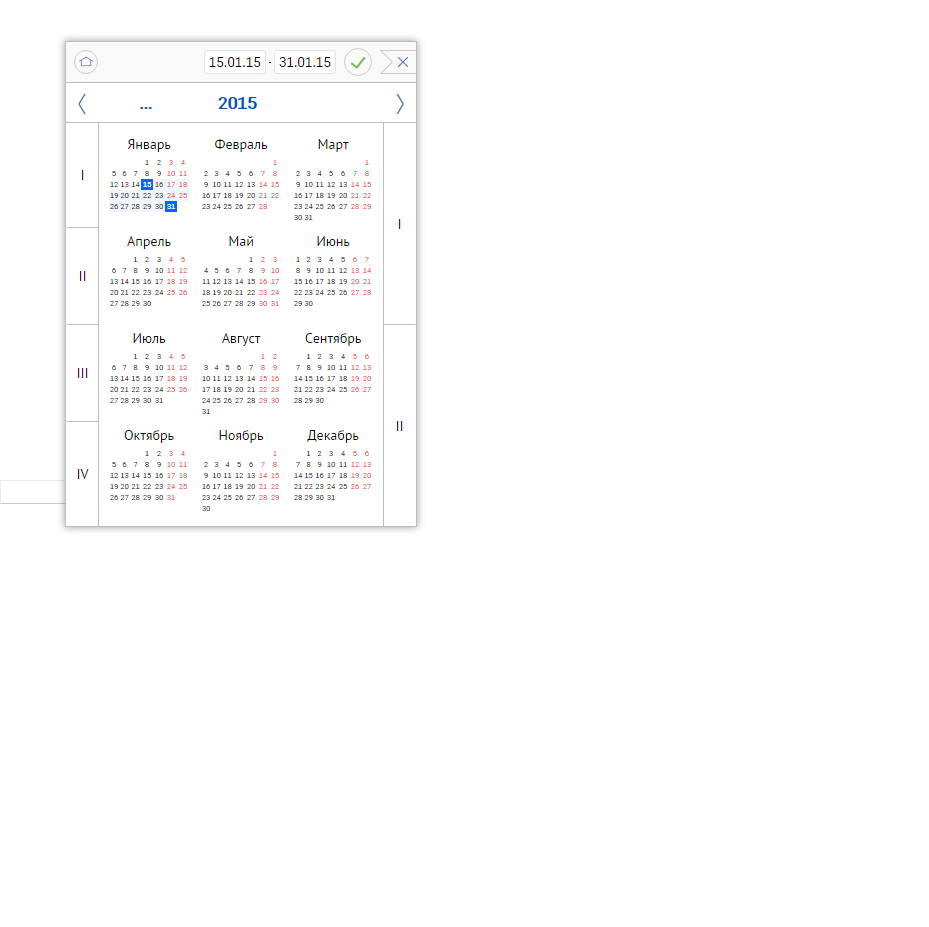 15.01.15 - 31.01.15
... 2015
Январь Февраль Март
1 2 3 4 1 1
I 5 6 7 8 9 10 11 2 3 4 5 6 7 8 2 3 4 5 6 7 8
12 13 14 15 16 17 18 9 10 11 12 13 14 15 9 10 11 12 13 14 15
19 20 21 22 23 24 25 16 17 18 19 20 21 22 16 17 18 19 20 21 22
26 27 28 29 30 31 23 24 25 26 27 28 23 24 25 26 27 28 29
30 31
I
Апрель Май Июнь
1 2 3 4 5 1 2 3 1 2 3 4 5 6 7
II 6 7 8 9 10 11 12 4 5 6 7 8 9 10 8 9 10 11 12 13 14
13 14 15 16 17 18 19 11 12 13 14 15 16 17 15 16 17 18 19 20 21
20 21 22 23 24 25 26 18 19 20 21 22 23 24 22 23 24 25 26 27 28
27 28 29 30 25 26 27 28 29 30 31 29 30
Июль Август Сентябрь
1 2 3 4 5 1 2 1 2 3 4 5 6
III 6 7 8 9 10 11 12 3 4 5 6 7 8 9 7 8 9 10 11 12 13
13 14 15 16 17 18 19 10 11 12 13 14 15 16 14 15 16 17 18 19 20
20 21 22 23 24 25 26 17 18 19 20 21 22 23 21 22 23 24 25 26 27
27 28 29 30 31 24 25 26 27 28 29 30 28 29 30
31
II
Октябрь Ноябрь Декабрь
1 2 3 4 1 1 2 3 4 5 6
5 6 7 8 9 10 11 2 3 4 5 6 7 8 7 8 9 10 11 12 13
IV 12 13 14 15 16 17 18 9 10 11 12 13 14 15 14 15 16 17 18 19 20
19 20 21 22 23 24 25 16 17 18 19 20 21 22 21 22 23 24 25 26 27
26 27 28 29 30 31 23 24 25 26 27 28 29 28 29 30 31
30